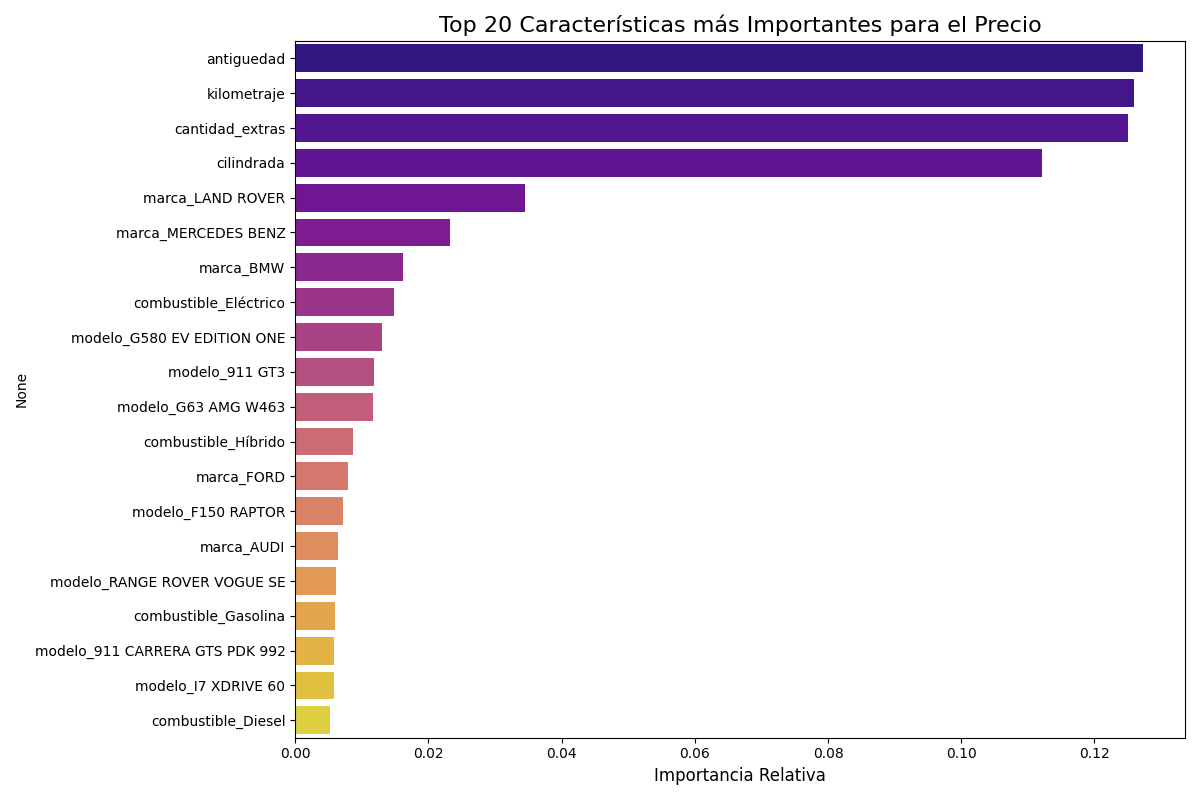 Top 20 Características más Importantes para el Precio
antiguedad
kilometraje
cantidad_extras
cilindrada
marca_LAND ROVER
marca_MERCEDES BENZ
marca_BMW
combustible_Eléctrico
modelo_G580 EV EDITION ONE
modelo_911 GT3
modelo_G63 AMG W463
combustible_Híbrido
marca_FORD
modelo_F150 RAPTOR
marca_AUDI
modelo_RANGE ROVER VOGUE SE
combustible_Gasolina
modelo_911 CARRERA GTS PDK 992
modelo_I7 XDRIVE 60
combustible_Diesel
None
0.00 0.02 0.04 0.06 0.08 0.10 0.12
Importancia Relativa